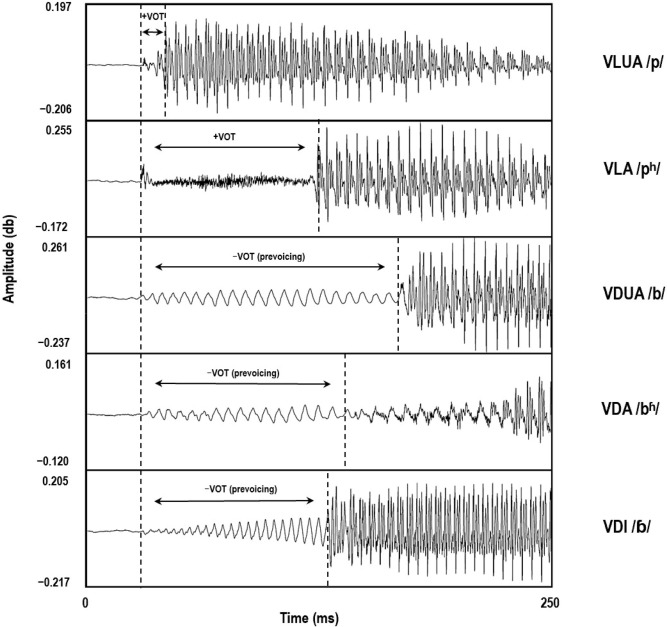 0.197
+VOT
VLUA /p/
−0.206
0.255
+VOT
VLA /pʰ/
−0.172
Amplitude (db)
0.261
−VOT (prevoicing)
VDUA /b/
−0.237
0.161
−VOT (prevoicing)
VDA /bʱ/
−0.120
0.205
−VOT (prevoicing)
VDI /ɓ/
−0.217
0
250
Time (ms)